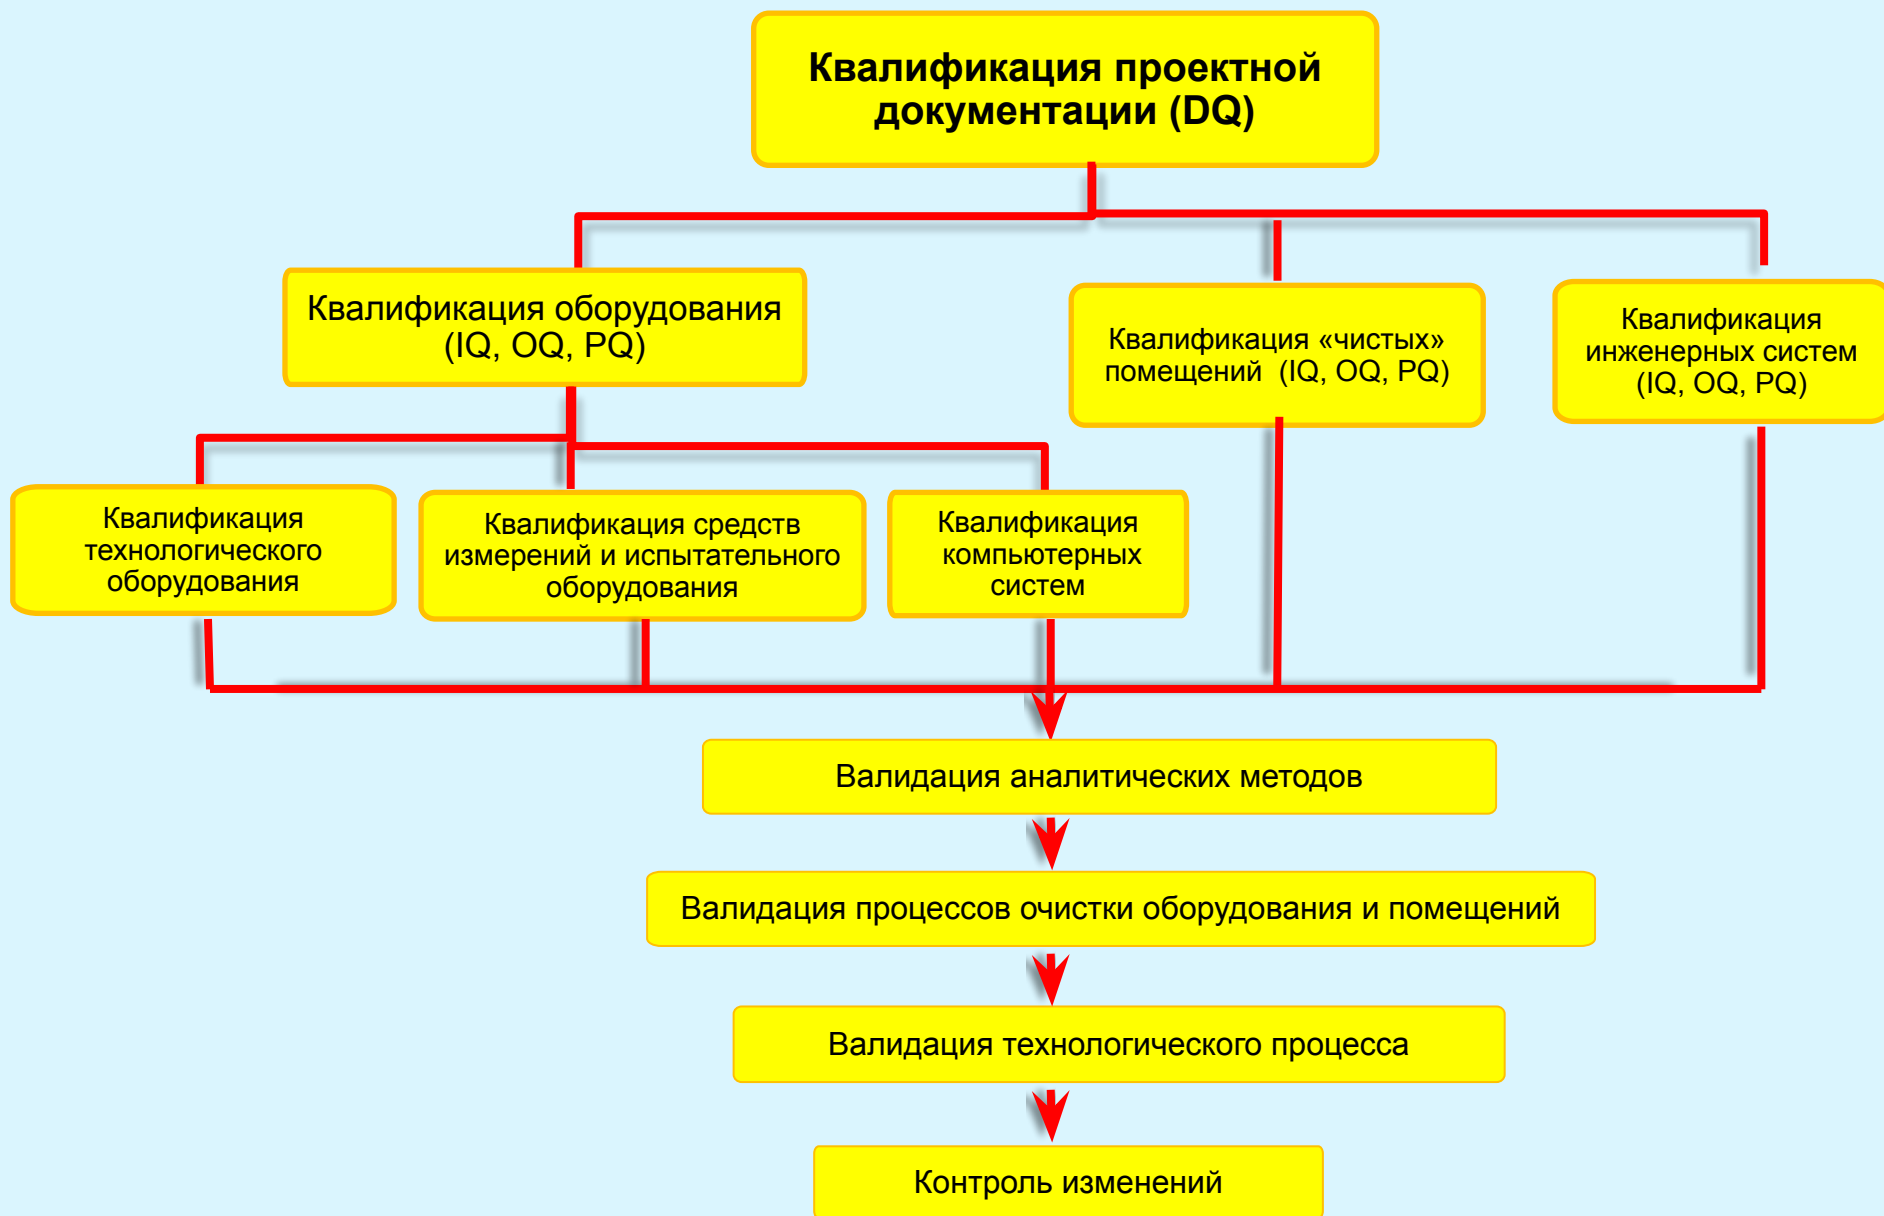 Квалификация проектной
документации (DQ)
Квалификация оборудования
(IQ, OQ, PQ)
Квалификация «чистых»
помещений (IQ, OQ, PQ)
Квалификация
инженерных систем
(IQ, OQ, PQ)
Квалификация
технологического
оборудования
Квалификация средств
измерений и испытательного
оборудования
Квалификация
компьютерных
систем
Валидация аналитических методов
Валидация процессов очистки оборудования и помещений
Валидация технологического процесса
Контроль изменений